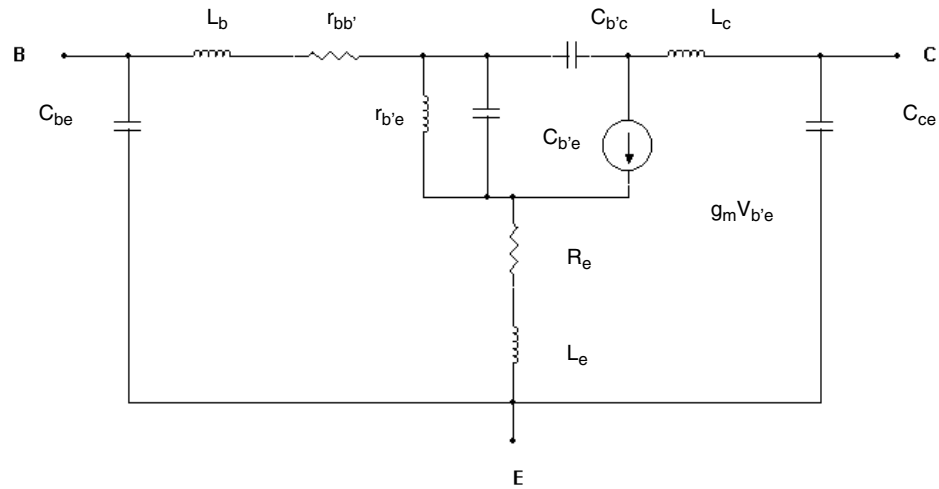 L_b
r_bb'
C_b'c
L_c
B
C
C_be
r_b'e
C_b'e
C_ce
g_mV_b'e
R_e
L_e
E